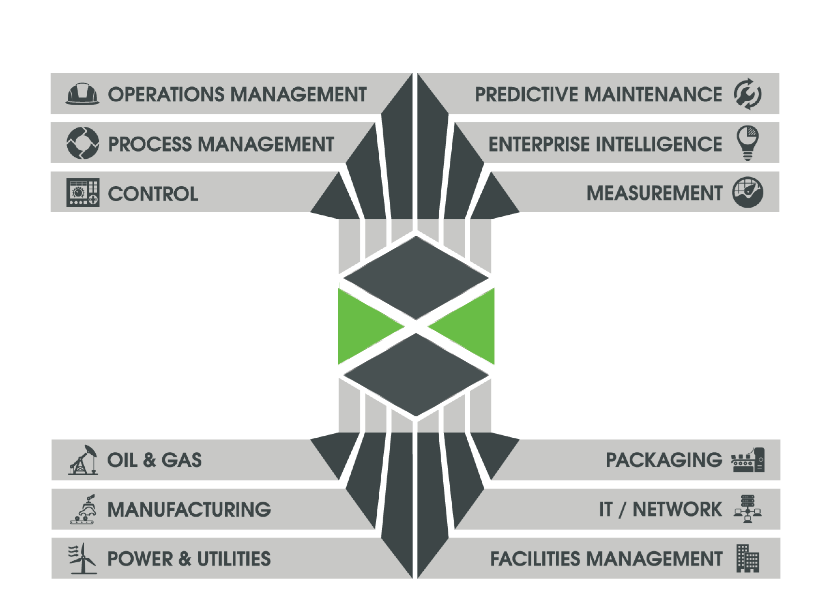 OPERATIONS MANAGEMENT
PREDICTIVE MAINTENANCE
PROCESS MANAGEMENT
ENTERPRISE INTELLIGENCE
CONTROL
MEASUREMENT
OIL & GAS
PACKAGING
MANUFACTURING
IT / NETWORK
POWER & UTILITIES
FACILITIES MANAGEMENT